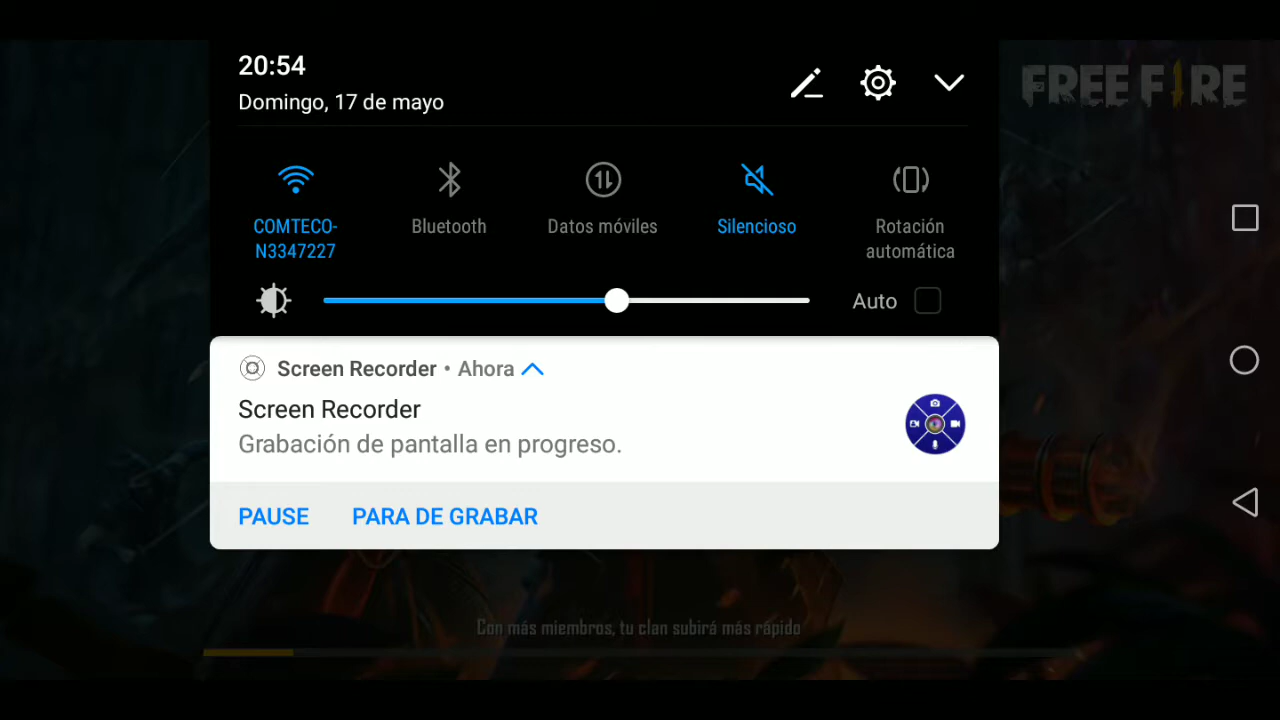 20:54
Domingo, 17 de mayo
FREE FIRE
COMTECO-
N3347227
Bluetooth
Datos móviles
Silencioso
Rotación
automática
Auto
Screen Recorder • Ahora
Screen Recorder
Grabación de pantalla en progreso.
PAUSE PARA DE GRABAR
Con más miembros, tu clan subirá más rápido